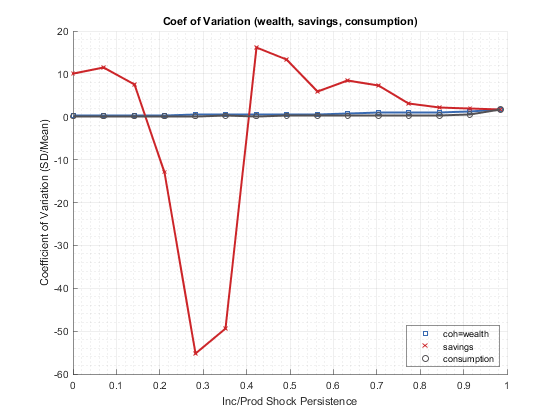 Coef of Variation (wealth, savings, consumption)
Coefficient of Variation (SD/Mean)
20
10
0
-10
-20
-30
-40
-50
-60
0 0.1 0.2 0.3 0.4 0.5 0.6 0.7 0.8 0.9 1
Inc/Prod Shock Persistence
coh=wealth
savings
consumption